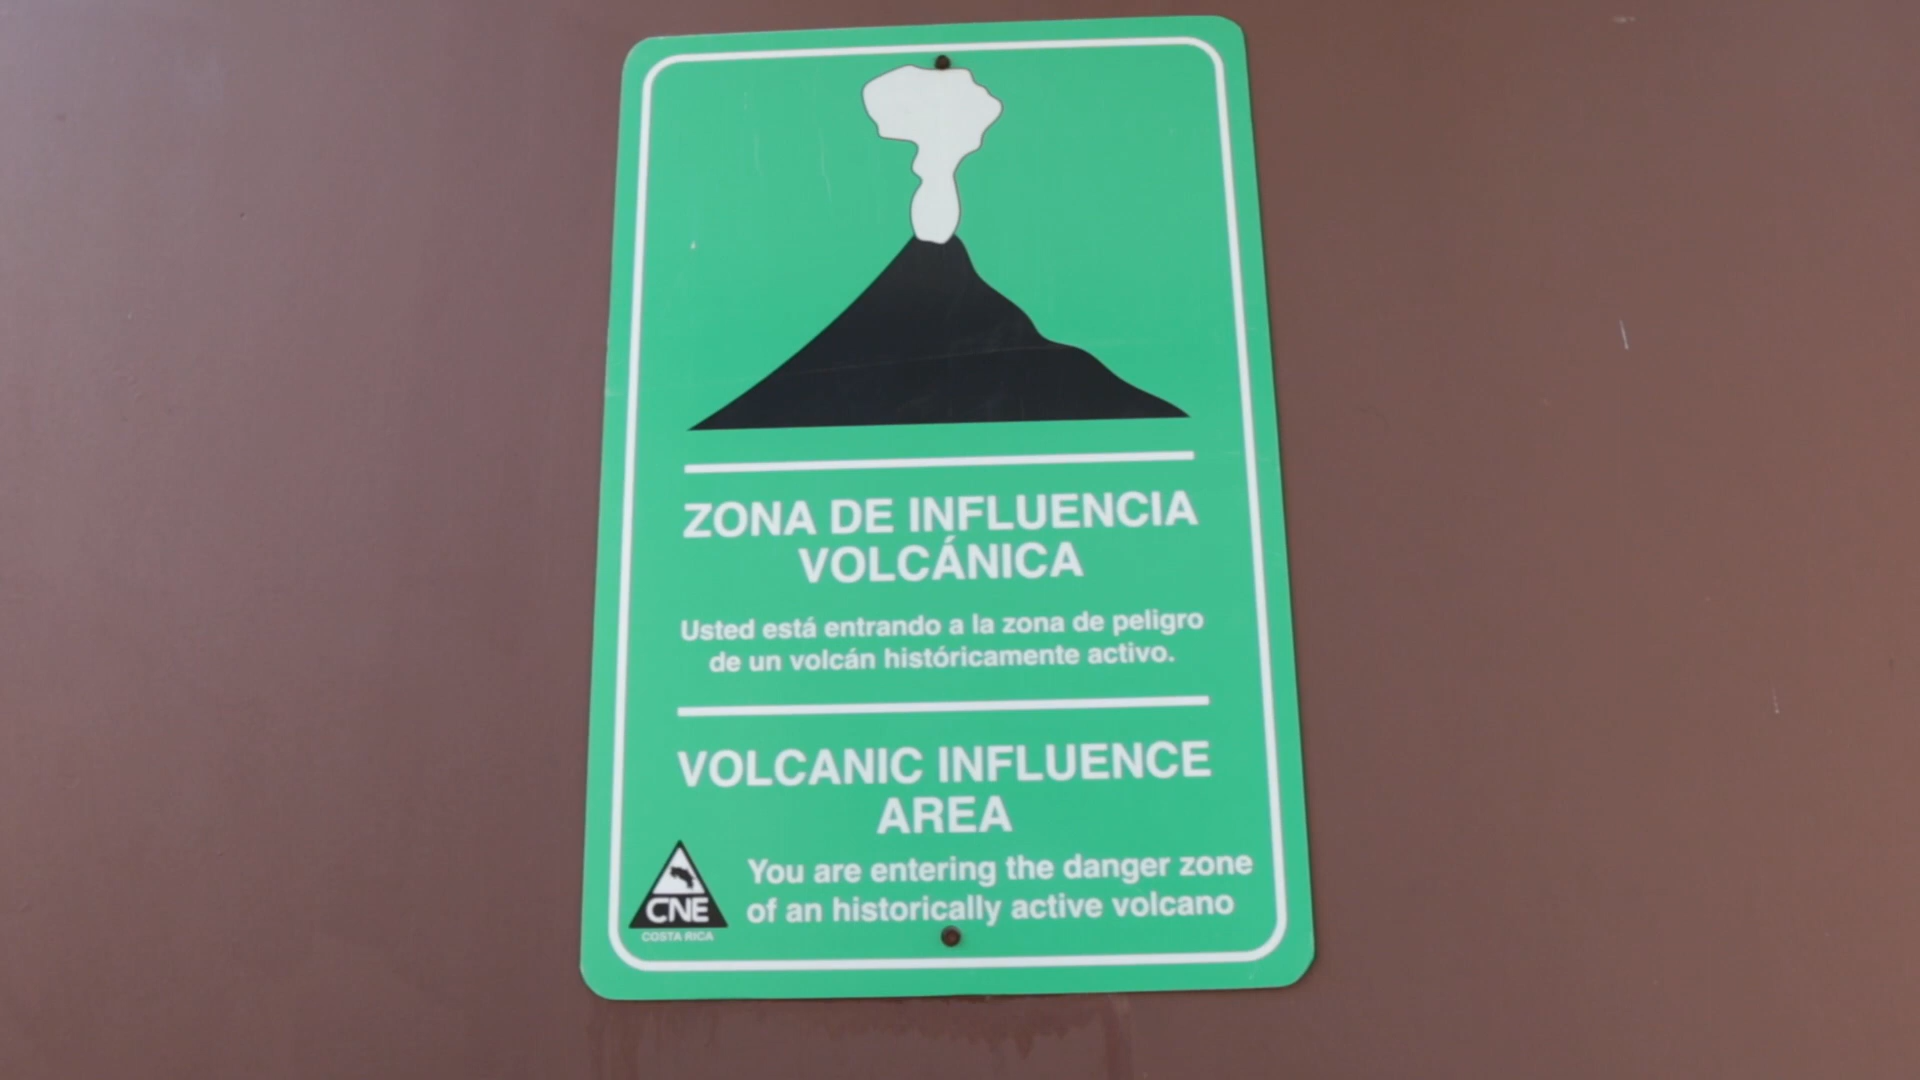 ZONA DE INFLUENCIA
VOLCÁNICA
Usted está entrando a la zona de peligro
de un volcán históricamente activo.
VOLCANIC INFLUENCE
AREA
You are entering the danger zone
of an historically active volcano
CNE
COSTA RICA